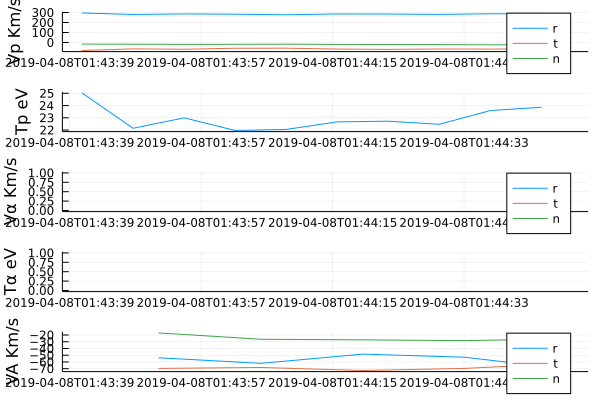 Vp Km/s
300
200
100
0
r
t
n
2019-04-08T01:43:39 2019-04-08T01:43:57 2019-04-08T01:44:15 2019-04-08T01:44
Tp eV
25
24
23
22
2019-04-08T01:43:39 2019-04-08T01:43:57 2019-04-08T01:44:15 2019-04-08T01:44:33
Vα Km/s
1.00
0.75
0.50
0.25
0.00
r
t
n
2019-04-08T01:43:39 2019-04-08T01:43:57 2019-04-08T01:44:15 2019-04-08T01:44
Tα eV
1.00
0.75
0.50
0.25
0.00
2019-04-08T01:43:39 2019-04-08T01:43:57 2019-04-08T01:44:15 2019-04-08T01:44:33
VA Km/s
−20
−30
−40
−50
−60
−70
r
t
n
2019-04-08T01:43:39 2019-04-08T01:43:57 2019-04-08T01:44:15 2019-04-08T01:44